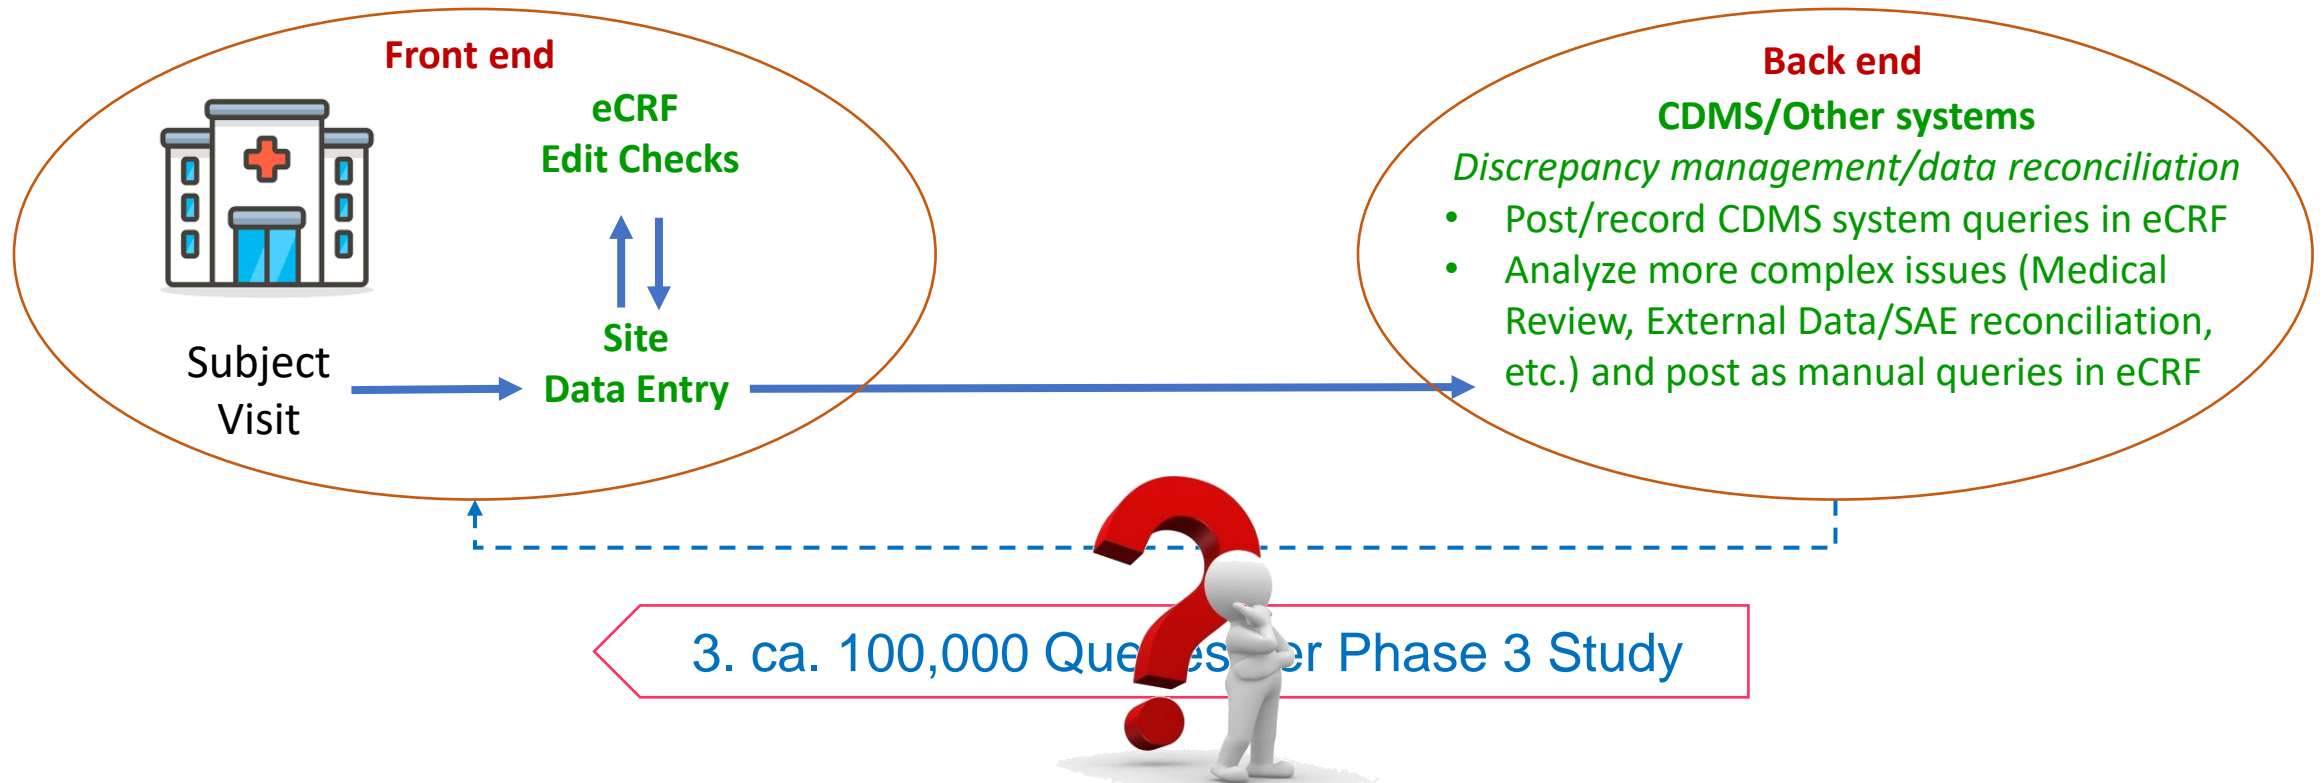 Front end
eCRF
Edit Checks
Site
Data Entry
Subject
Visit
Back end
CDMS/Other systems
Discrepancy management/data reconciliation
• Post/record CDMS system queries in eCRF
• Analyze more complex issues (Medical
Review, External Data/SAE reconciliation,
etc.) and post as manual queries in eCRF
3. ca. 100,000 Phase 3 Study